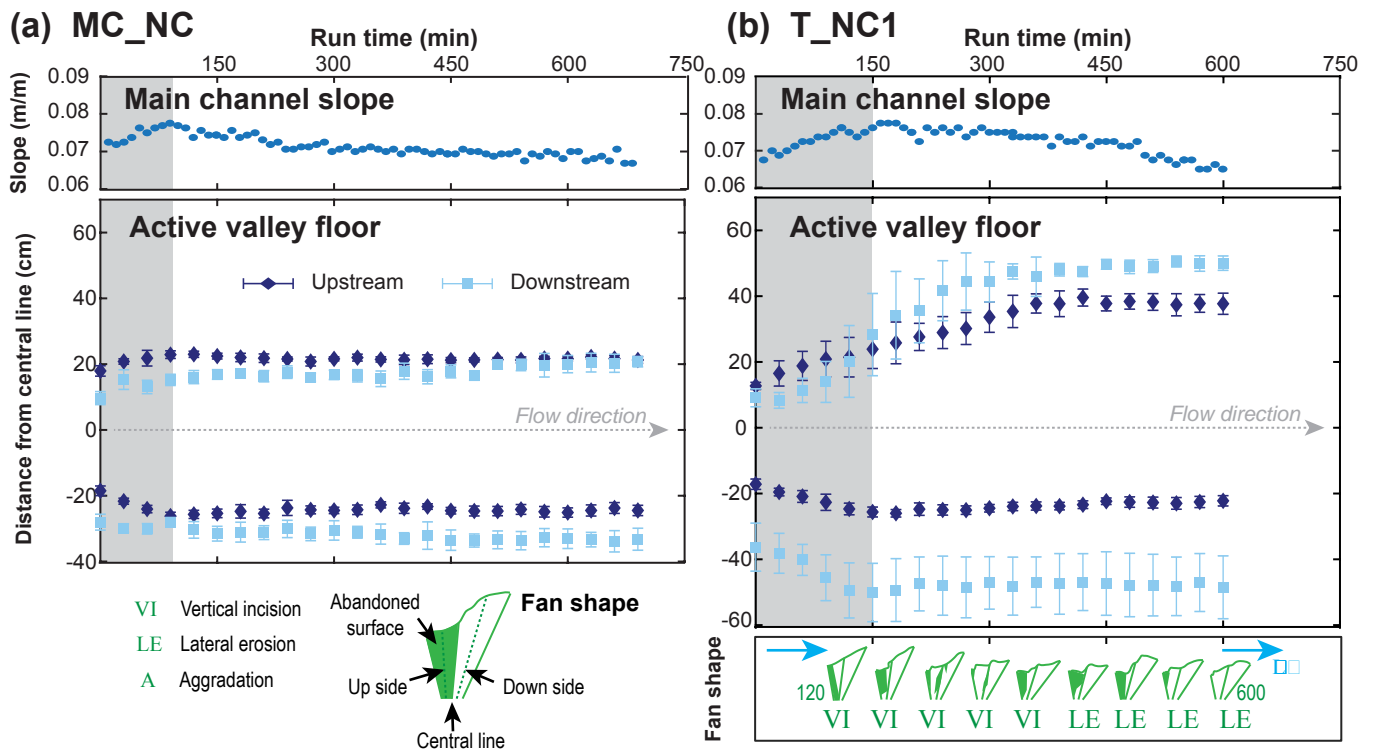 (a) MC_NC
Run time (min)
150 300 450 600 750
Slope (m/m)
0.09
0.08
0.07
0.06
Main channel slope
Distance from central line (cm)
60
40
20
0
-20
-40
Active valley floor
Upstream
Downstream
Flow direction
VI Vertical incision
LE Lateral erosion
A Aggradation
Fan shape
Abandoned
surface
Up side
Down side
Central line
(b) T_NC1
Run time (min)
150 300 450 600 750
0.09
0.08
0.07
0.06
Main channel slope
60
40
20
0
-20
-40
-60
Active valley floor
Flow direction
Fan shape
120
600
VI VI VI VI VI LE LE LE LE